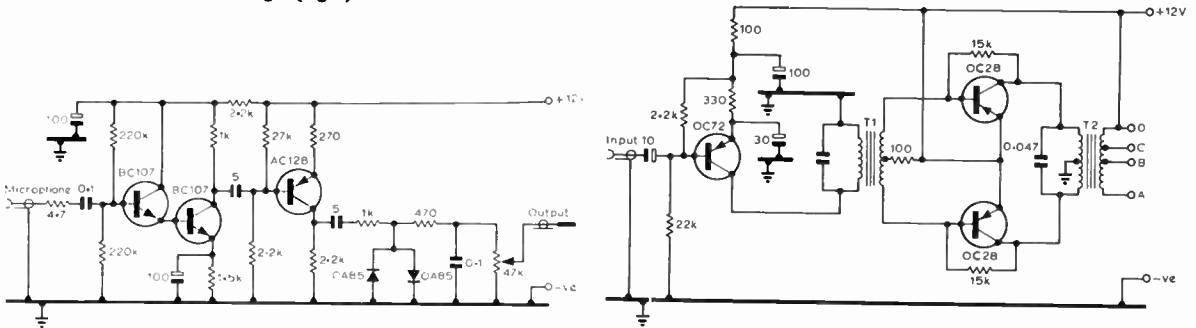 100
220k
2·2k
1k
27k
270
+12v
BC107
BC107
AC128
Microphone
4·7
0·1
5
5
1k
470
Output
220k
100
1·5k
2·2k
2·2k
OA85
OA85
0·1
47k
-ve
+12V
100
100
15k
OC28
2·2k
330
OC72
30
Input
10
T1
100
0·047
T2
D
C
B
A
22k
OC28
15k
-ve